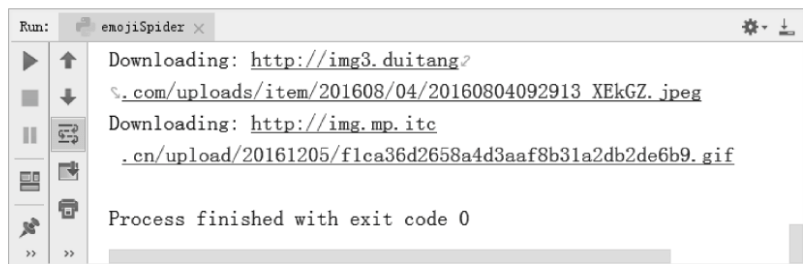 Run: emojiSpider
Downloading: http://img3.duitang
.com/uploads/item/201608/04/20160804092913_XEkGZ.jpeg
Downloading: http://img.mp.itc
.cn/upload/20161205/f1ca36d2658a4d3aaf8b31a2db2de6b9.gif
Process finished with exit code 0